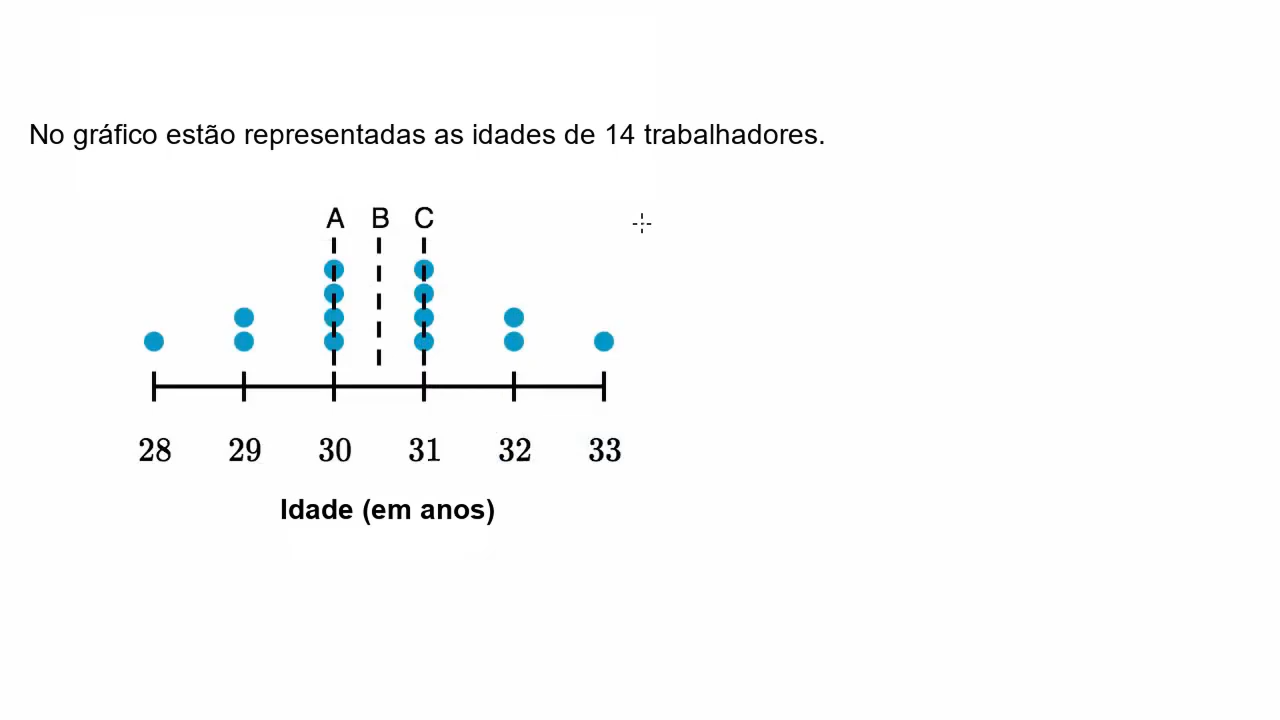 No gráfico estão representadas as idades de 14 trabalhadores.
A B C
28 29 30 31 32 33
Idade (em anos)